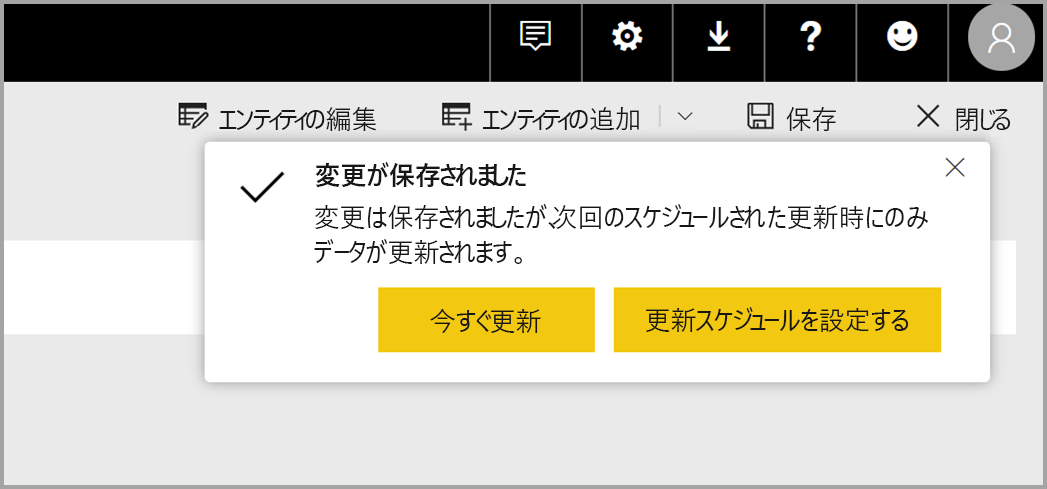 ?
エンティティの編集 エンティティの追加 保存 閉じる
変更が保存されました
変更は保存されましたが、次回のスケジュールされた更新時にのみ
データが更新されます。
今すぐ更新 更新スケジュールを設定する